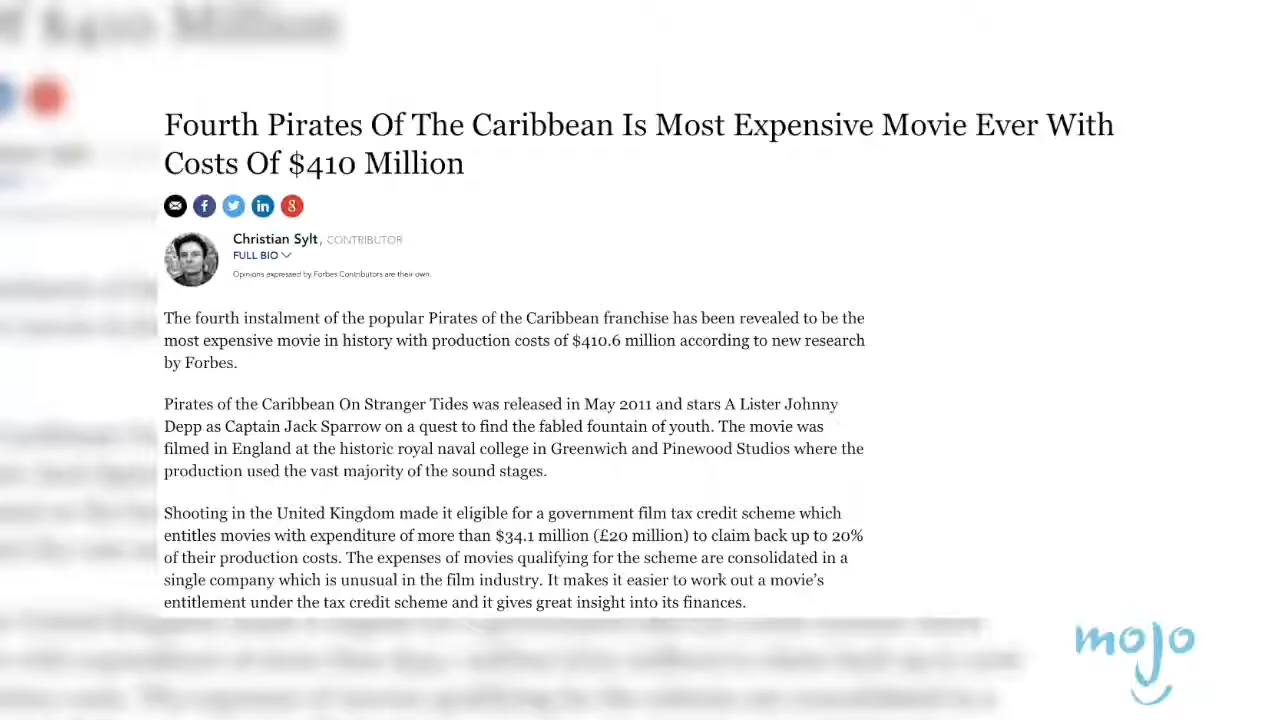 Of $410 Million
Fourth Pirates Of The Caribbean Is Most Expensive Movie Ever With
Costs Of $410 Million
f in g
Christian Sylt, CONTRIBUTOR
FULL BIO
Opinions expressed by Forbes Contributors are their own.
The fourth instalment of the popular Pirates of the Caribbean franchise has been revealed to be the
most expensive movie in history with production costs of $410.6 million according to new research
by Forbes.
Pirates of the Caribbean On Stranger Tides was released in May 2011 and stars A Lister Johnny
Depp as Captain Jack Sparrow on a quest to find the fabled fountain of youth. The movie was
filmed in England at the historic royal naval college in Greenwich and Pinewood Studios where the
production used the vast majority of the sound stages.
Shooting in the United Kingdom made it eligible for a government film tax credit scheme which
entitles movies with expenditure of more than $34.1 million (£20 million) to claim back up to 20%
of their production costs. The expenses of movies qualifying for the scheme are consolidated in a
single company which is unusual in the film industry. It makes it easier to work out a movie's
entitlement under the tax credit scheme and it gives great insight into its finances.
mojo